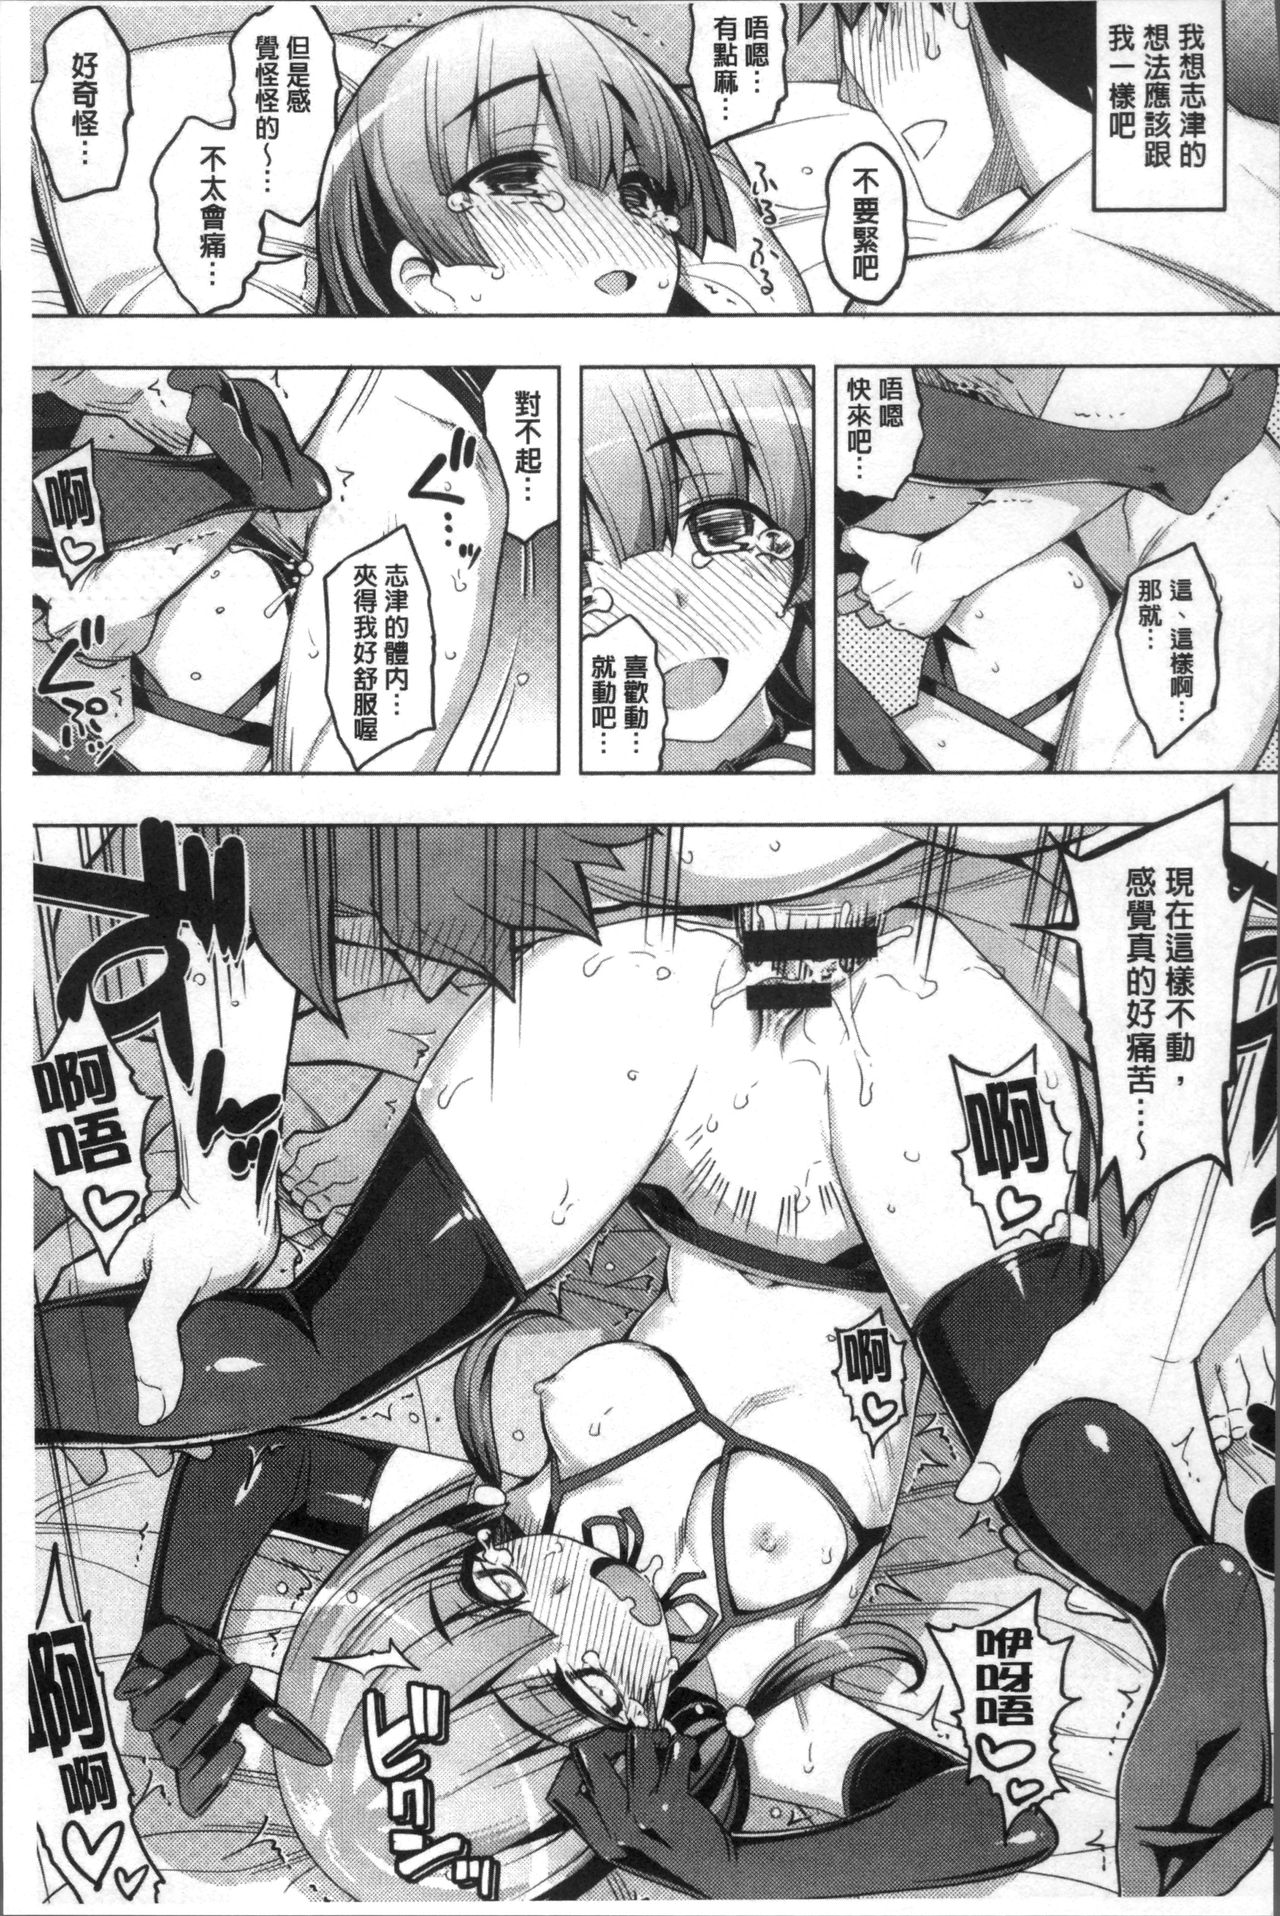 我想志津的
想法應該跟
我一樣吧
不要緊吧
唔嗯…
有點麻…
ふる
ふる
但是感
覺怪怪的～…
不太會痛…
好奇怪…
唔嗯
快來吧…
這、這樣啊…
那就…
喜歡動…
就動吧…
對不起…
志津的體內…
夾得我好舒服喔
ぐ
ぐ…
啊♡
ぐ
ぷっ
現在這樣不動，
感覺真的好痛苦…～
啊♡
啊唔♡
啊♡
咿呀唔♡♡
啊啊♡♡